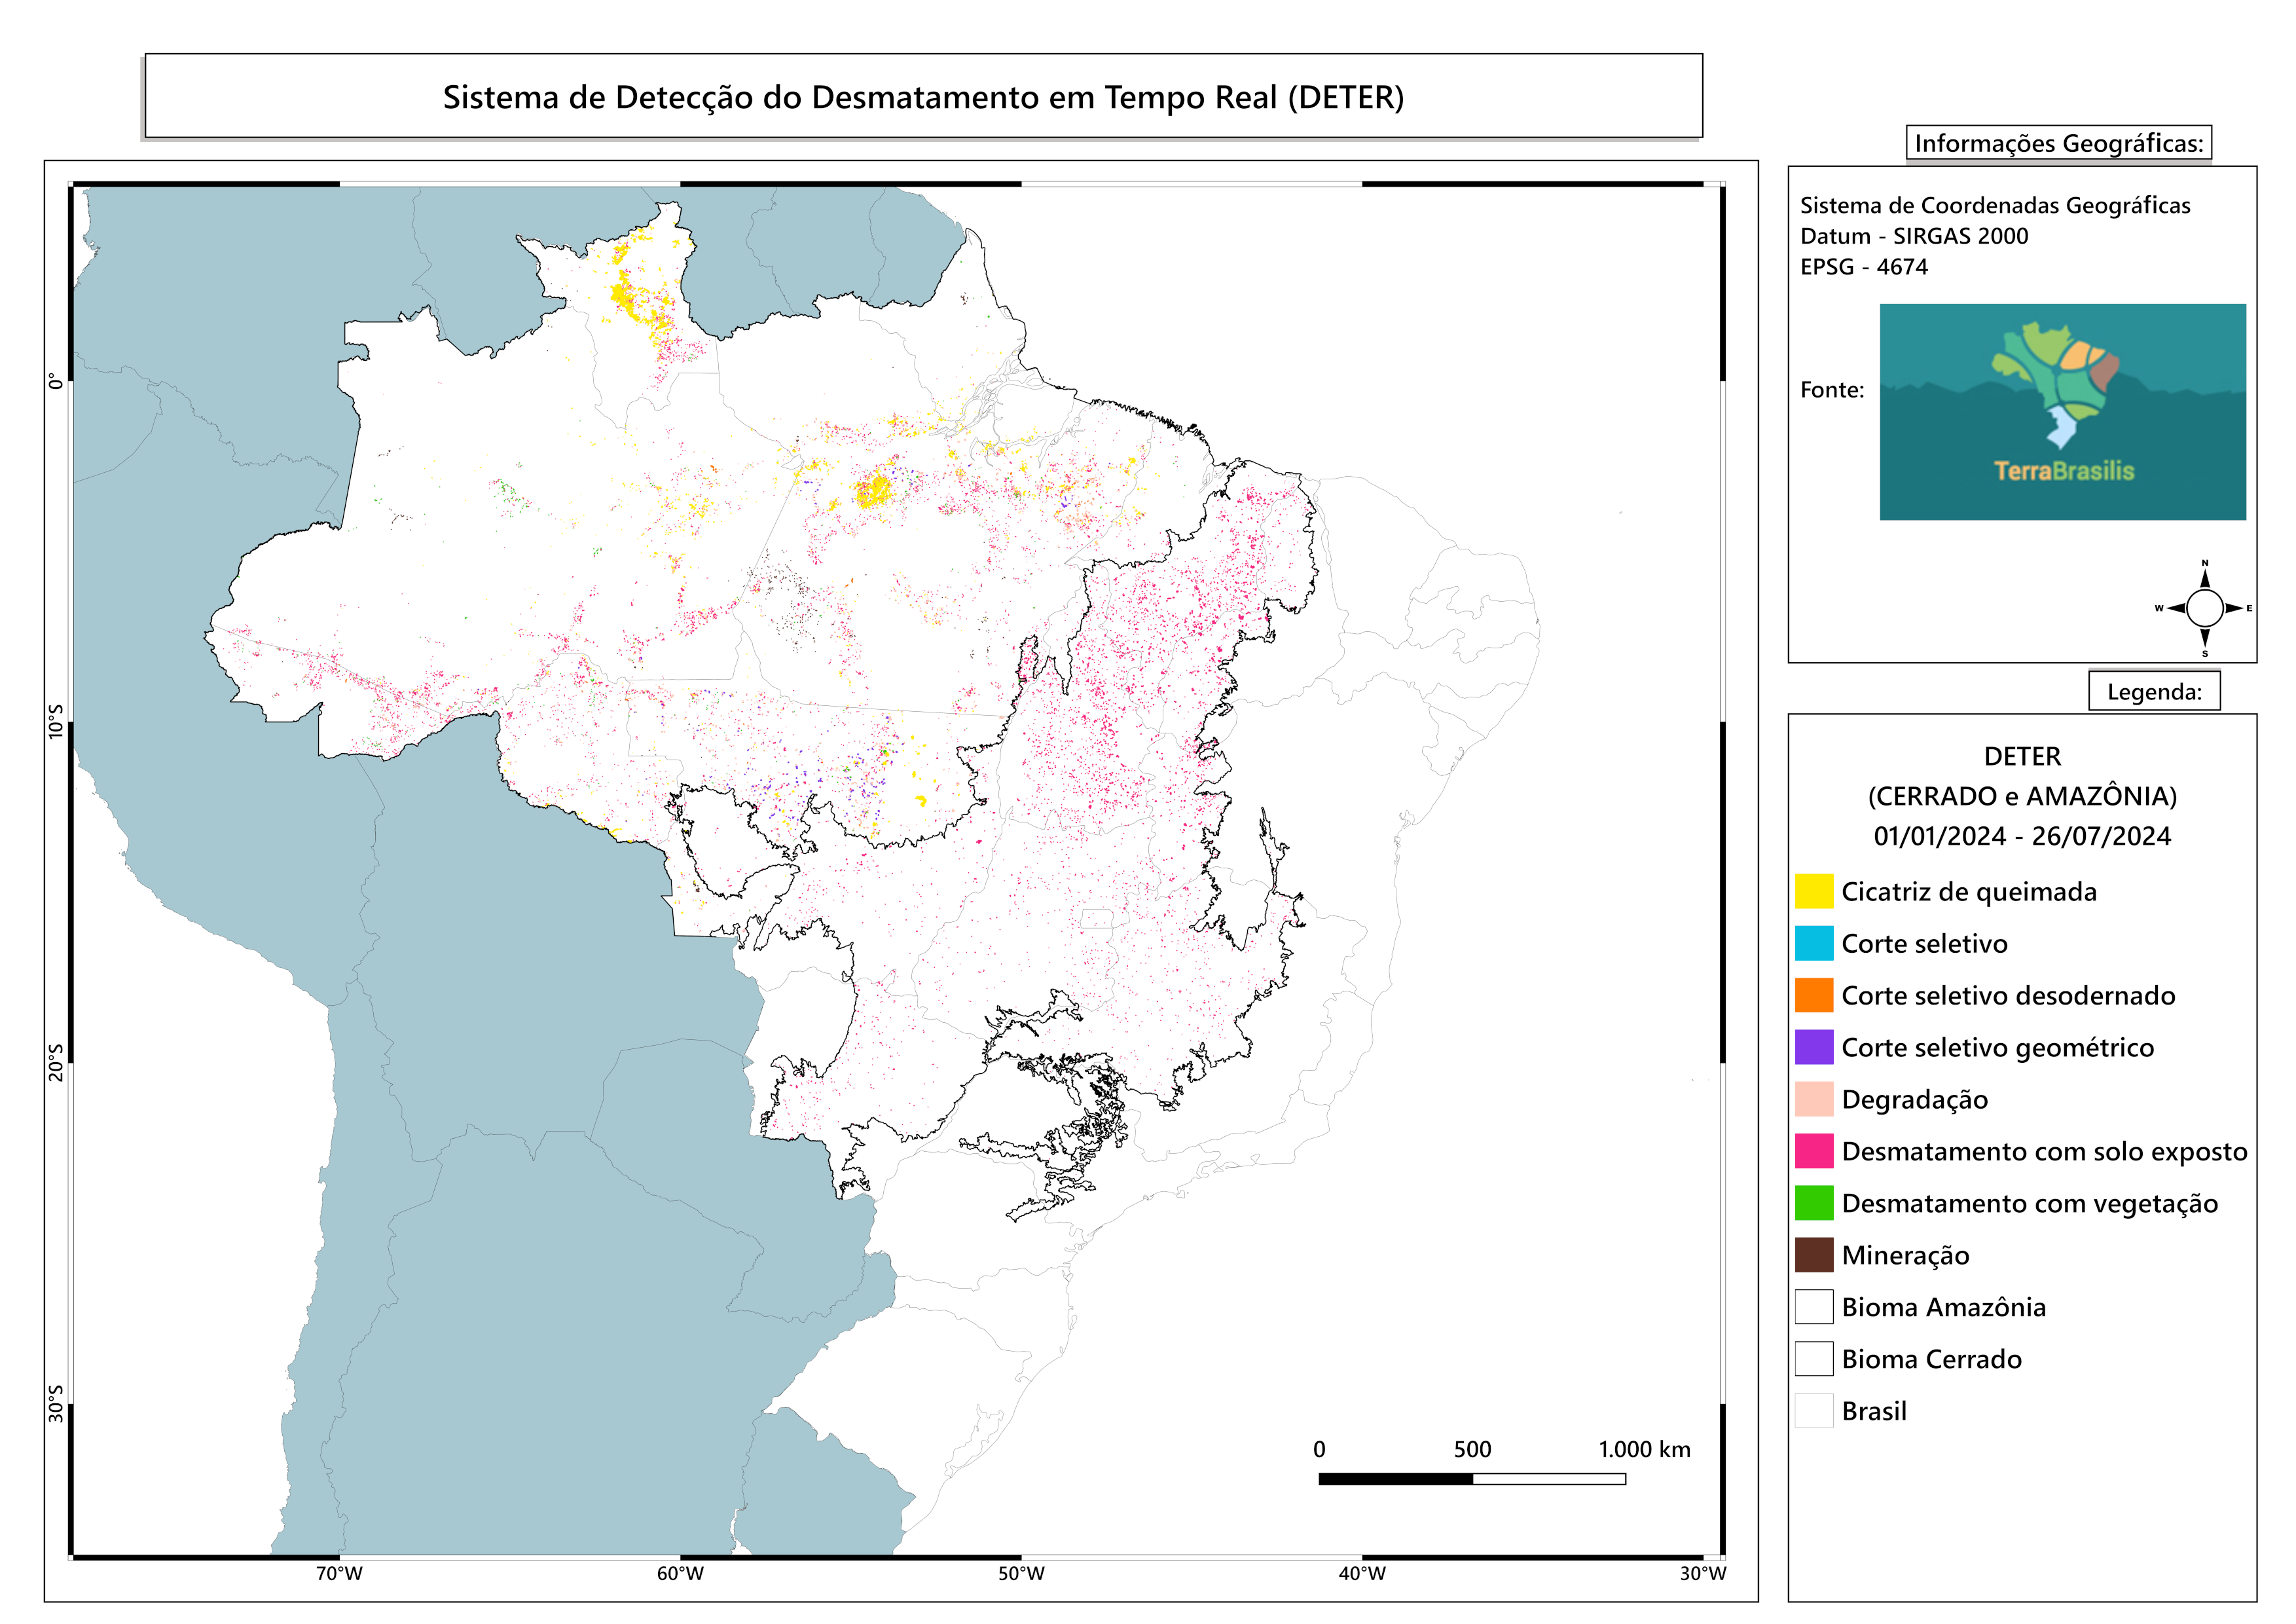 Sistema de Detecção do Desmatamento em Tempo Real (DETER)
Informações Geográficas:
Sistema de Coordenadas Geográficas
Datum - SIRGAS 2000
EPSG - 4674
Fonte:
TerraBrasilis
N
W
E
S
Legenda:
DETER
(CERRADO e AMAZÔNIA)
01/01/2024 - 26/07/2024
Cicatriz de queimada
Corte seletivo
Corte seletivo desodernado
Corte seletivo geométrico
Degradação
Desmatamento com solo exposto
Desmatamento com vegetação
Mineração
Bioma Amazônia
Bioma Cerrado
Brasil
0°
10°S
20°S
30°S
0 500 1.000 km
70°W 60°W 50°W 40°W 30°W